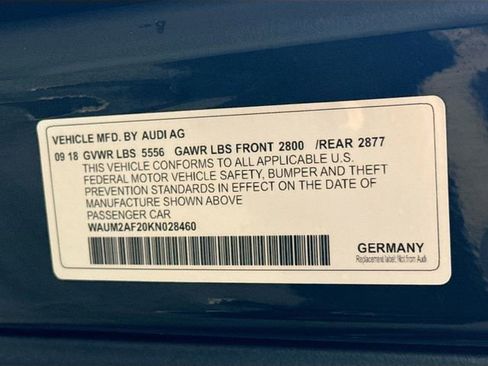 VEHICLE MFD. BY AUDI AG
09 18 GVWR LBS 5556 GAWR LBS FRONT 2800 /REAR 2877
THIS VEHICLE CONFORMS TO ALL APPLICABLE U.S.
FEDERAL MOTOR VEHICLE SAFETY, BUMPER AND THEFT
PREVENTION STANDARDS IN EFFECT ON THE DATE OF
MANUFACTURE SHOWN ABOVE
PASSENGER CAR
WAUM2AF20KN028460
GERMANY
Replacement label: Not from Audi